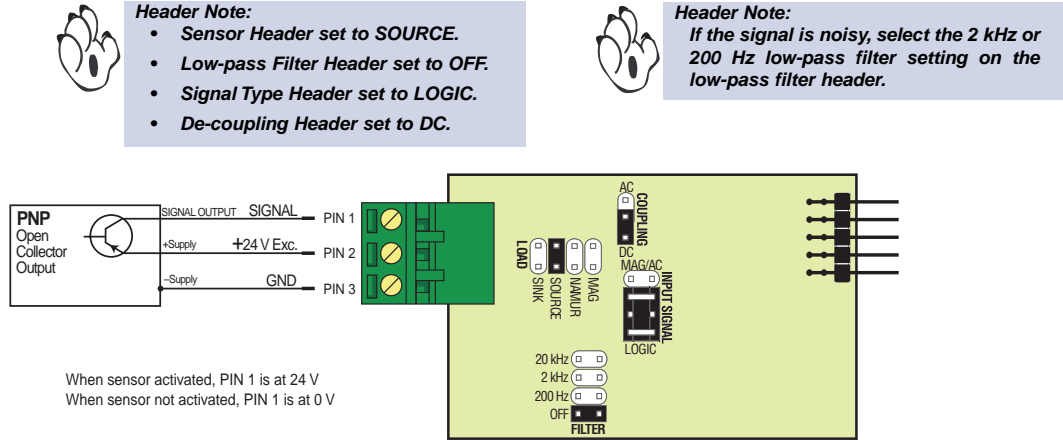 Header Note:
• Sensor Header set to SOURCE.
• Low-pass Filter Header set to OFF.
• Signal Type Header set to LOGIC.
• De-coupling Header set to DC.
Header Note:
If the signal is noisy, select the 2 kHz or
200 Hz low-pass filter setting on the
low-pass filter header.
PNP
Open
Collector
Output
SIGNAL OUTPUT SIGNAL PIN 1
+Supply +24 V Exc. PIN 2
–Supply GND PIN 3
When sensor activated, PIN 1 is at 24 V
When sensor not activated, PIN 1 is at 0 V
AC
COUPLING
DC
LOAD
SINK
SOURCE
NAMUR
MAG
MAG/AC
INPUT SIGNAL
LOGIC
20 kHz
2 kHz
200 Hz
OFF
FILTER